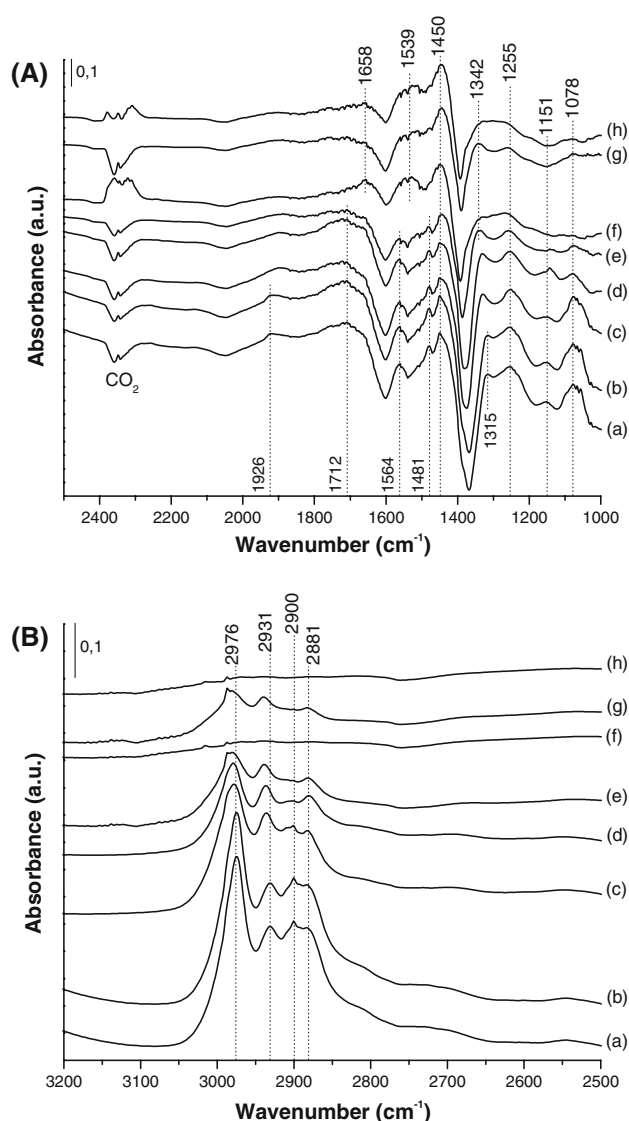 (A)
0,1
1658
1539
1450
1342
1255
1151
1078
(h)
(g)
(f)
(e)
(d)
(c)
(b)
(a)
CO2
1926
1712
1564
1481
1315
Absorbance (a.u.)
2400 2200 2000 1800 1600 1400 1200 1000
Wavenumber (cm-1)
(B)
0,1
2976
2931
2900
2881
(h)
(g)
(f)
(e)
(d)
(c)
(b)
(a)
Absorbance (a.u.)
3200 3100 3000 2900 2800 2700 2600 2500
Wavenumber (cm-1)